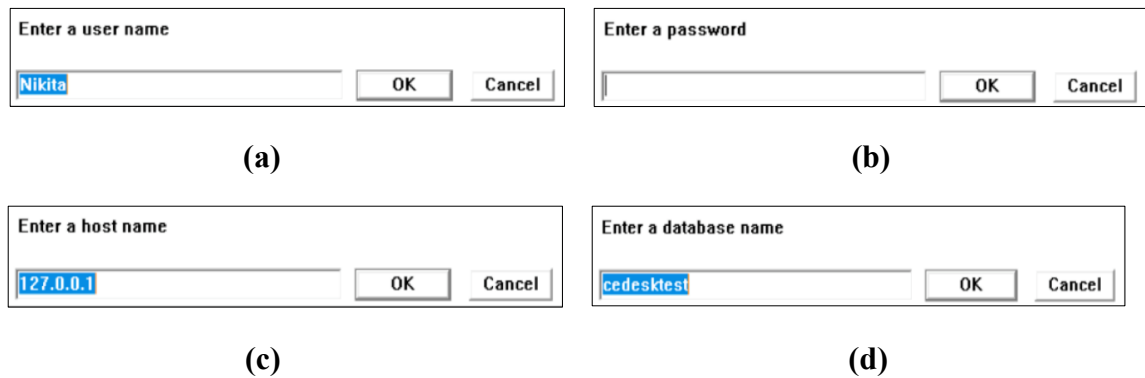 Enter a user name
Nikita OK Cancel
(a)
Enter a password
OK Cancel
(b)
Enter a host name
127.0.0.1 OK Cancel
(c)
Enter a database name
cedesktest OK Cancel
(d)